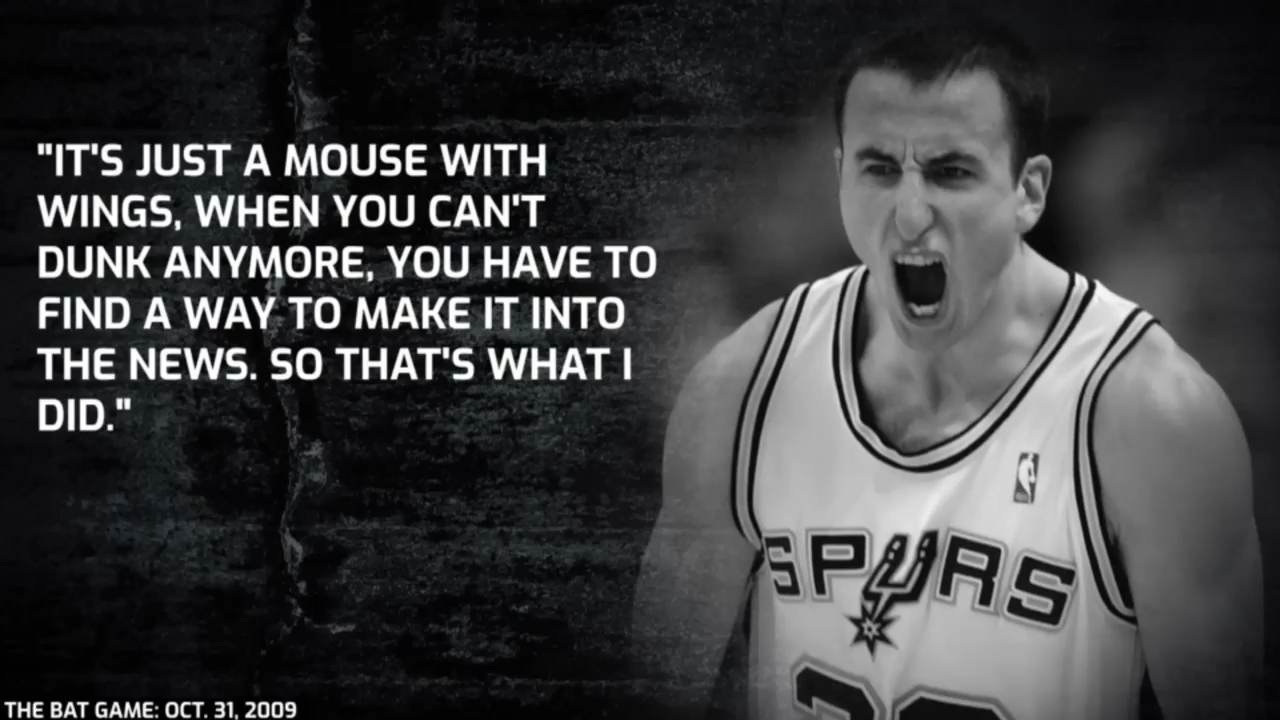 "IT'S JUST A MOUSE WITH
WINGS, WHEN YOU CAN'T
DUNK ANYMORE, YOU HAVE TO
FIND A WAY TO MAKE IT INTO
THE NEWS. SO THAT'S WHAT I
DID."
SPURS
THE BAT GAME: OCT. 31, 2009